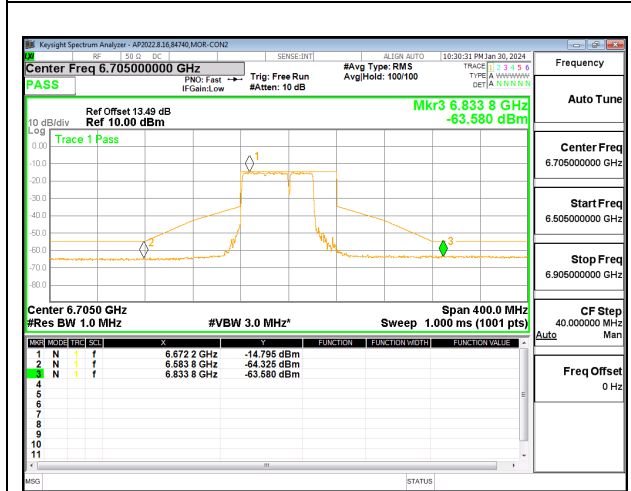 Keysight Spectrum Analyzer - AP2022.8.16,84740,MOR-CON2
RF 50 Ω DC SENSE:INT ALIGN AUTO 10:30:31 PM Jan 30, 2024
Center Freq 6.705000000 GHz
PNO: Fast
IFGain:Low
Trig: Free Run
#Atten: 10 dB
#Avg Type: RMS
Avg|Hold: 100/100
TRACE 1 2 3 4 5 6
TYPE A WWWWW
DET A NNNNN
PASS
Frequency
Auto Tune
Center Freq
6.705000000 GHz
Start Freq
6.505000000 GHz
Stop Freq
6.905000000 GHz
CF Step
40.000000 MHz
Auto Man
Freq Offset
0 Hz
Ref Offset 13.49 dB
10 dB/div Ref 10.00 dBm
Mkr3 6.833 8 GHz
-63.580 dBm
Log
Trace 1 Pass
0.00
-10.0
-20.0
-30.0
-40.0
-50.0
-60.0
-70.0
-80.0
1
2
3
Center 6.7050 GHz Span 400.0 MHz
#Res BW 1.0 MHz #VBW 3.0 MHz* Sweep 1.000 ms (1001 pts)
MKR MODE TRC SCL X Y FUNCTION FUNCTION WIDTH FUNCTION VALUE
1 N 1 f 6.672 2 GHz -14.795 dBm
2 N 1 f 6.583 8 GHz -64.325 dBm
3 N 1 f 6.833 8 GHz -63.580 dBm
4
5
6
7
8
9
10
11
MSG STATUS